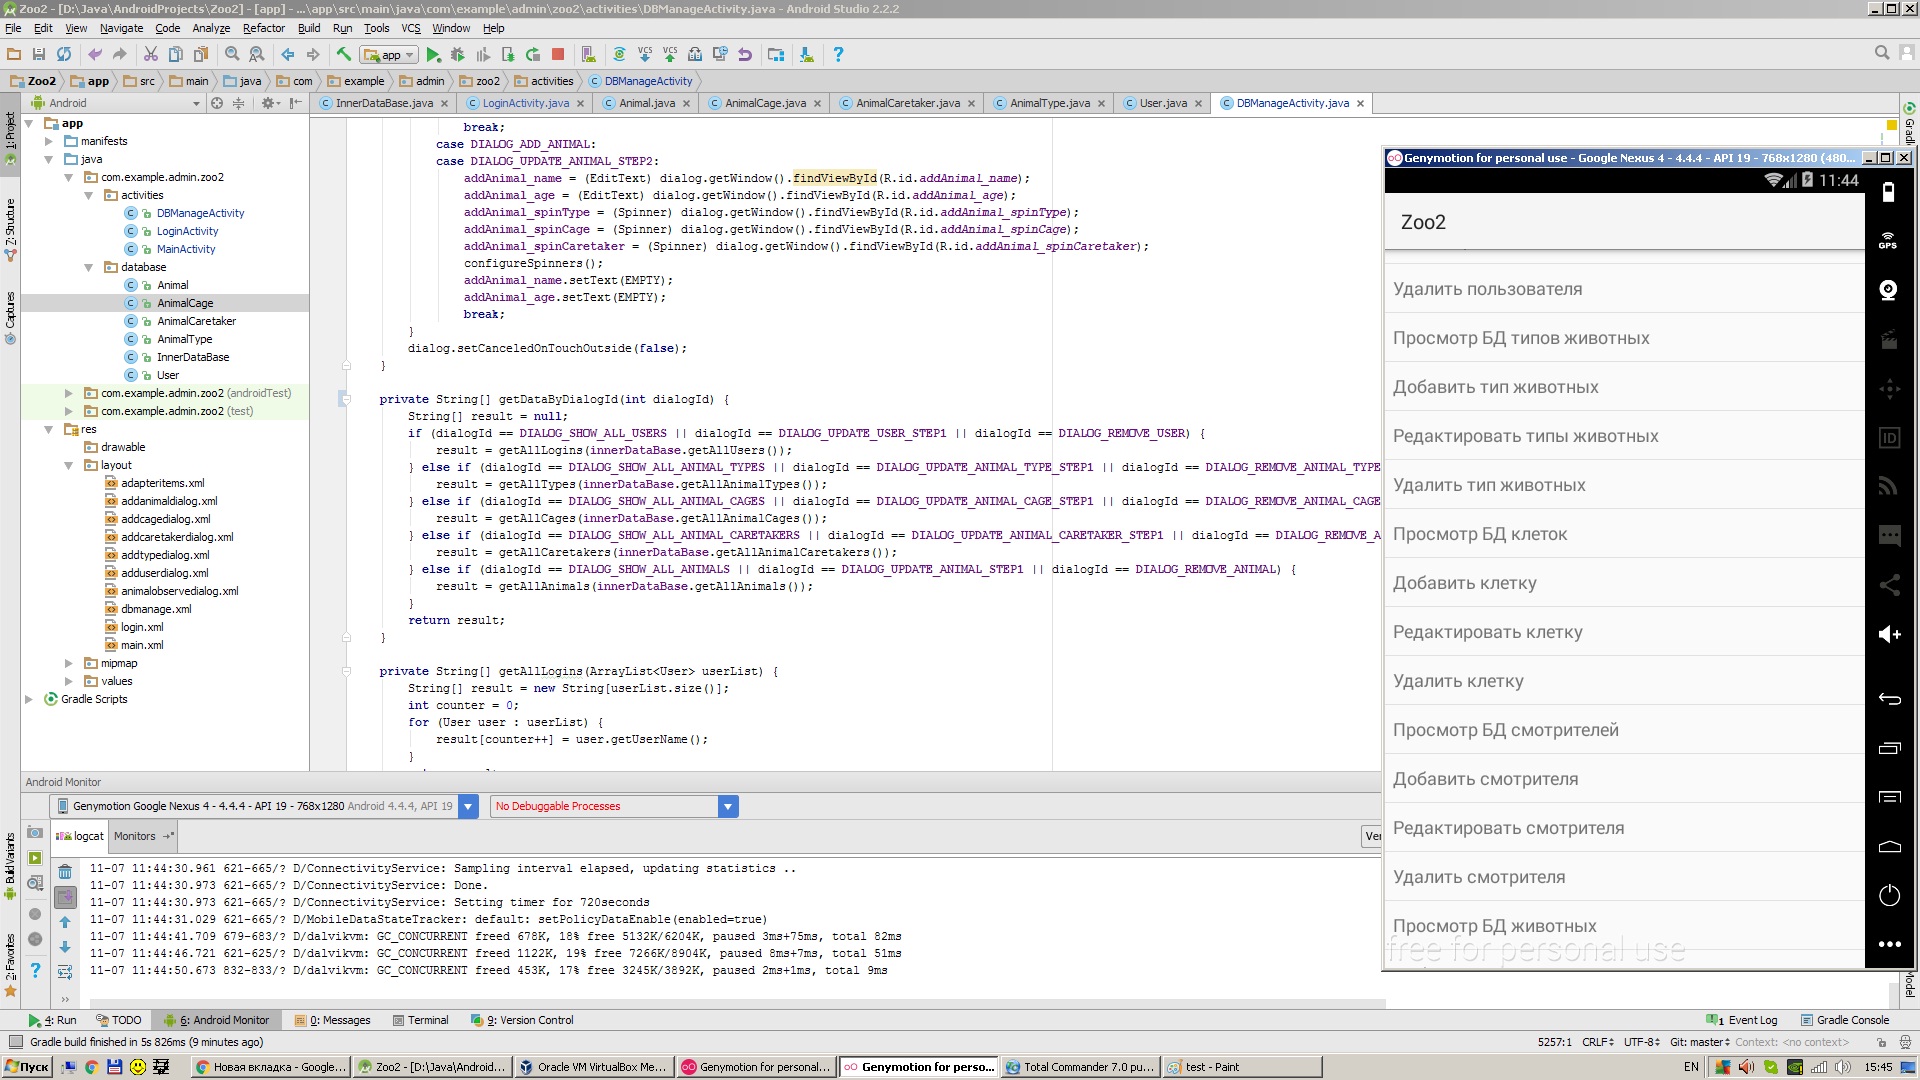 Zoo2 - [D:\Java\AndroidProjects\Zoo2] - [app] - ...\app\src\main\java\com\example\admin\zoo2\activities\DBManageActivity.java - Android Studio 2.2.2
File Edit View Navigate Code Analyze Refactor Build Run Tools VCS Window Help
app
Zoo2 app src main java com example admin zoo2 activities DBManageActivity
Android
InnerDataBase.java LoginActivity.java Animal.java AnimalCage.java AnimalCaretaker.java AnimalType.java User.java DBManageActivity.java
1: Project
Z: Structure
Captures
Build Variants
2: Favorites
app
manifests
java
com.example.admin.zoo2
activities
DBManageActivity
LoginActivity
MainActivity
database
Animal
AnimalCage
AnimalCaretaker
AnimalType
InnerDataBase
User
com.example.admin.zoo2 (androidTest)
com.example.admin.zoo2 (test)
res
drawable
layout
adapteritems.xml
addanimaldialog.xml
addcagedialog.xml
addcaretakerdialog.xml
addtypedialog.xml
adduserdialog.xml
animalobservedialog.xml
dbmanage.xml
login.xml
main.xml
mipmap
values
Gradle Scripts
break;
case DIALOG_ADD_ANIMAL:
case DIALOG_UPDATE_ANIMAL_STEP2:
addAnimal_name = (EditText) dialog.getWindow().findViewById(R.id.addAnimal_name);
addAnimal_age = (EditText) dialog.getWindow().findViewById(R.id.addAnimal_age);
addAnimal_spinType = (Spinner) dialog.getWindow().findViewById(R.id.addAnimal_spinType);
addAnimal_spinCage = (Spinner) dialog.getWindow().findViewById(R.id.addAnimal_spinCage);
addAnimal_spinCaretaker = (Spinner) dialog.getWindow().findViewById(R.id.addAnimal_spinCaretaker);
configureSpinners();
addAnimal_name.setText(EMPTY);
addAnimal_age.setText(EMPTY);
break;
}
dialog.setCanceledOnTouchOutside(false);
}
private String[] getDataByDialogId(int dialogId) {
String[] result = null;
if (dialogId == DIALOG_SHOW_ALL_USERS || dialogId == DIALOG_UPDATE_USER_STEP1 || dialogId == DIALOG_REMOVE_USER) {
result = getAllLogins(innerDataBase.getAllUsers());
} else if (dialogId == DIALOG_SHOW_ALL_ANIMAL_TYPES || dialogId == DIALOG_UPDATE_ANIMAL_TYPE_STEP1 || dialogId == DIALOG_REMOVE_ANIMAL_TYPE
result = getAllTypes(innerDataBase.getAllAnimalTypes());
} else if (dialogId == DIALOG_SHOW_ALL_ANIMAL_CAGES || dialogId == DIALOG_UPDATE_ANIMAL_CAGE_STEP1 || dialogId == DIALOG_REMOVE_ANIMAL_CAGE
result = getAllCages(innerDataBase.getAllAnimalCages());
} else if (dialogId == DIALOG_SHOW_ALL_ANIMAL_CARETAKERS || dialogId == DIALOG_UPDATE_ANIMAL_CARETAKER_STEP1 || dialogId == DIALOG_REMOVE_A
result = getAllCaretakers(innerDataBase.getAllAnimalCaretakers());
} else if (dialogId == DIALOG_SHOW_ALL_ANIMALS || dialogId == DIALOG_UPDATE_ANIMAL_STEP1 || dialogId == DIALOG_REMOVE_ANIMAL) {
result = getAllAnimals(innerDataBase.getAllAnimals());
}
return result;
}
private String[] getAllLogins(ArrayList<User> userList) {
String[] result = new String[userList.size()];
int counter = 0;
for (User user : userList) {
result[counter++] = user.getUserName();
}
Genymotion for personal use - Google Nexus 4 - 4.4.4 - API 19 - 768x1280 (480...
11:44
Zoo2
Удалить пользователя
Просмотр БД типов животных
Добавить тип животных
Редактировать типы животных
Удалить тип животных
Просмотр БД клеток
Добавить клетку
Редактировать клетку
Удалить клетку
Просмотр БД смотрителей
Добавить смотрителя
Редактировать смотрителя
Удалить смотрителя
Просмотр БД животных
free for personal use
GPS
ID
Android Monitor
Genymotion Google Nexus 4 - 4.4.4 - API 19 - 768x1280 Android 4.4.4, API 19
No Debuggable Processes
logcat Monitors
Ver
11-07 11:44:30.961 621-665/? D/ConnectivityService: Sampling interval elapsed, updating statistics ..
11-07 11:44:30.973 621-665/? D/ConnectivityService: Done.
11-07 11:44:30.973 621-665/? D/ConnectivityService: Setting timer for 720seconds
11-07 11:44:31.029 621-665/? D/MobileDataStateTracker: default: setPolicyDataEnable(enabled=true)
11-07 11:44:41.709 679-683/? D/dalvikvm: GC_CONCURRENT freed 678K, 18% free 5132K/6204K, paused 3ms+75ms, total 82ms
11-07 11:44:46.721 621-625/? D/dalvikvm: GC_CONCURRENT freed 1122K, 19% free 7266K/8904K, paused 8ms+7ms, total 51ms
11-07 11:44:50.673 832-833/? D/dalvikvm: GC_CONCURRENT freed 453K, 17% free 3245K/3892K, paused 2ms+1ms, total 9ms
4: Run TODO 6: Android Monitor 0: Messages Terminal 9: Version Control 1 Event Log Gradle Console
Gradle build finished in 5s 826ms (9 minutes ago) 5257:1 CRLF UTF-8 Git: master Context: <no context>
Пуск Новая вкладка - Google... Zoo2 - [D:\Java\Android... Oracle VM VirtualBox Me... Genymotion for personal... Genymotion for perso... Total Commander 7.0 pu... test - Paint EN 15:45